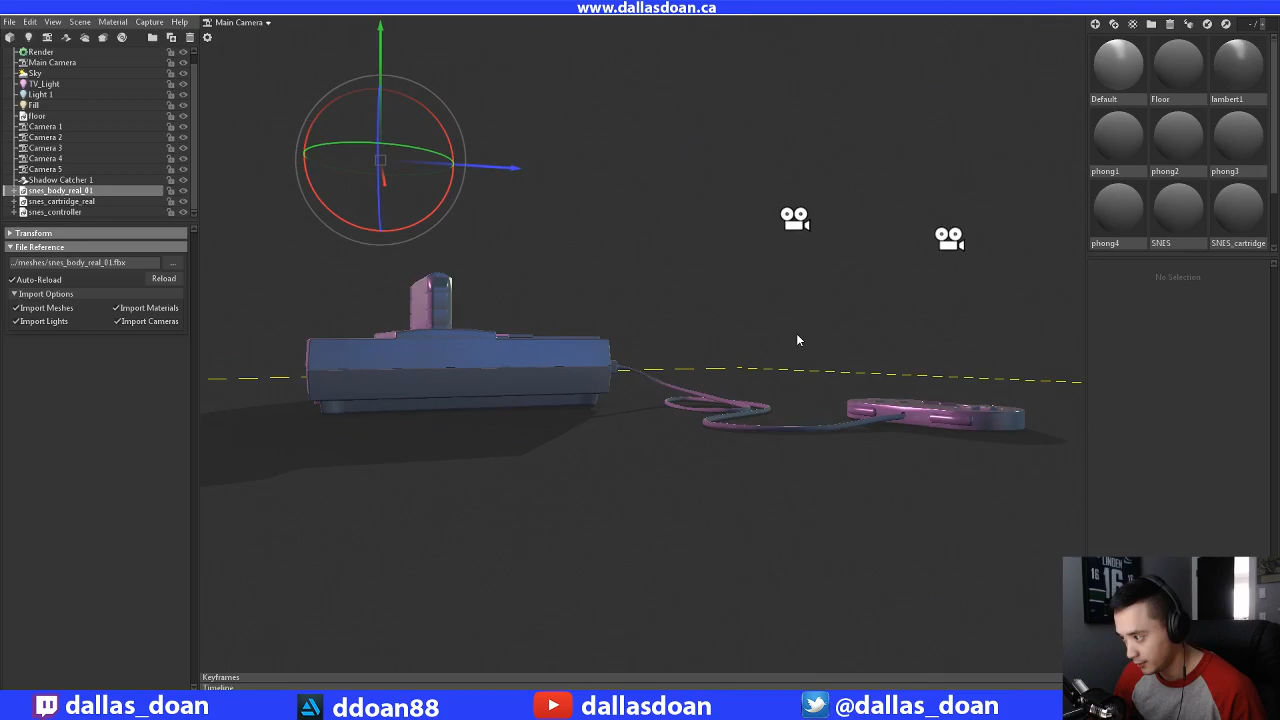 www.dallasdoan.ca
File Edit View Scene Material Capture Help
Main Camera
Render
Main Camera
Sky
TV_Light
Light 1
Fill
floor
Camera 1
Camera 2
Camera 3
Camera 4
Camera 5
Shadow Catcher 1
snes_body_real_01
snes_cartridge_real
snes_controller
Transform
File Reference
../meshes/snes_body_real_01.fbx ...
Auto-Reload Reload
Import Options
Import Meshes Import Materials
Import Lights Import Cameras
Default Floor lambert1
phong1 phong2 phong3
phong4 SNES SNES_cartridge
No Selection
LINDEN
16 16
Keyframes
Timeline
dallas_doan ddoan88 dallasdoan @dallas_doan